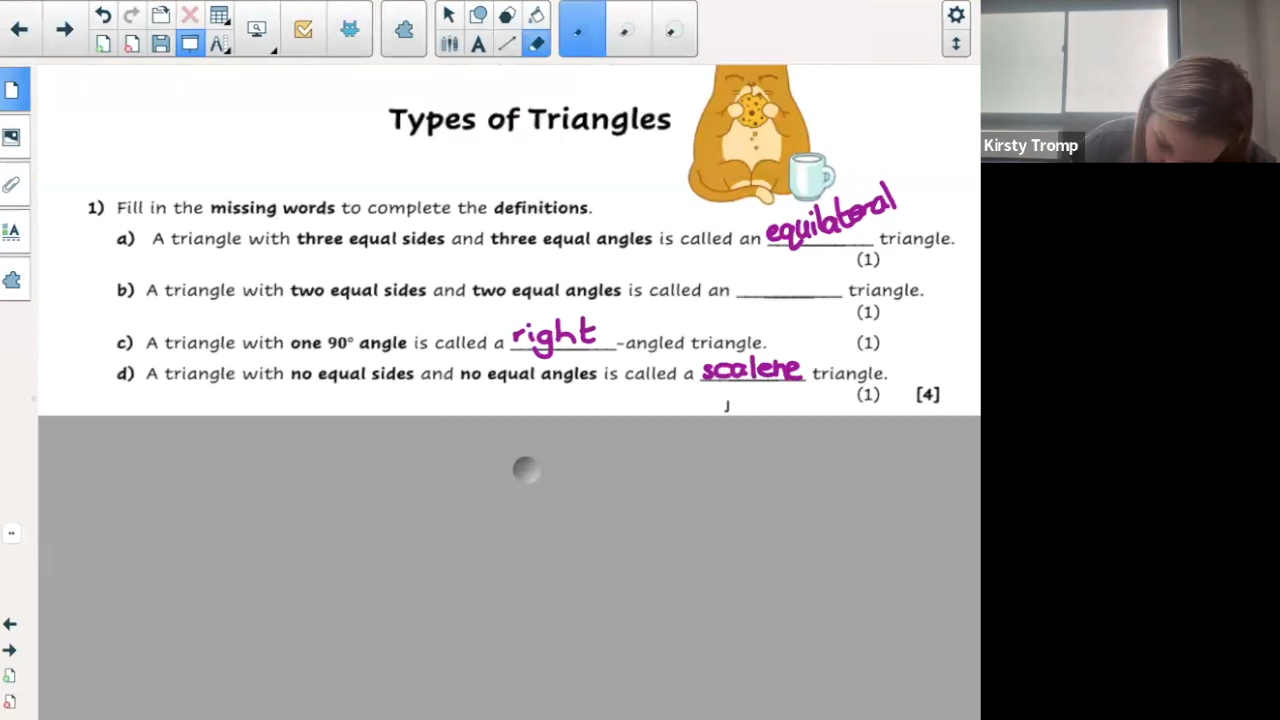 Kirsty Tromp
Types of Triangles
1) Fill in the missing words to complete the definitions.
a) A triangle with three equal sides and three equal angles is called an equilateral triangle.
(1)
b) A triangle with two equal sides and two equal angles is called an __________ triangle.
(1)
c) A triangle with one 90° angle is called a right-angled triangle. (1)
d) A triangle with no equal sides and no equal angles is called a scalene triangle.
(1) [4]